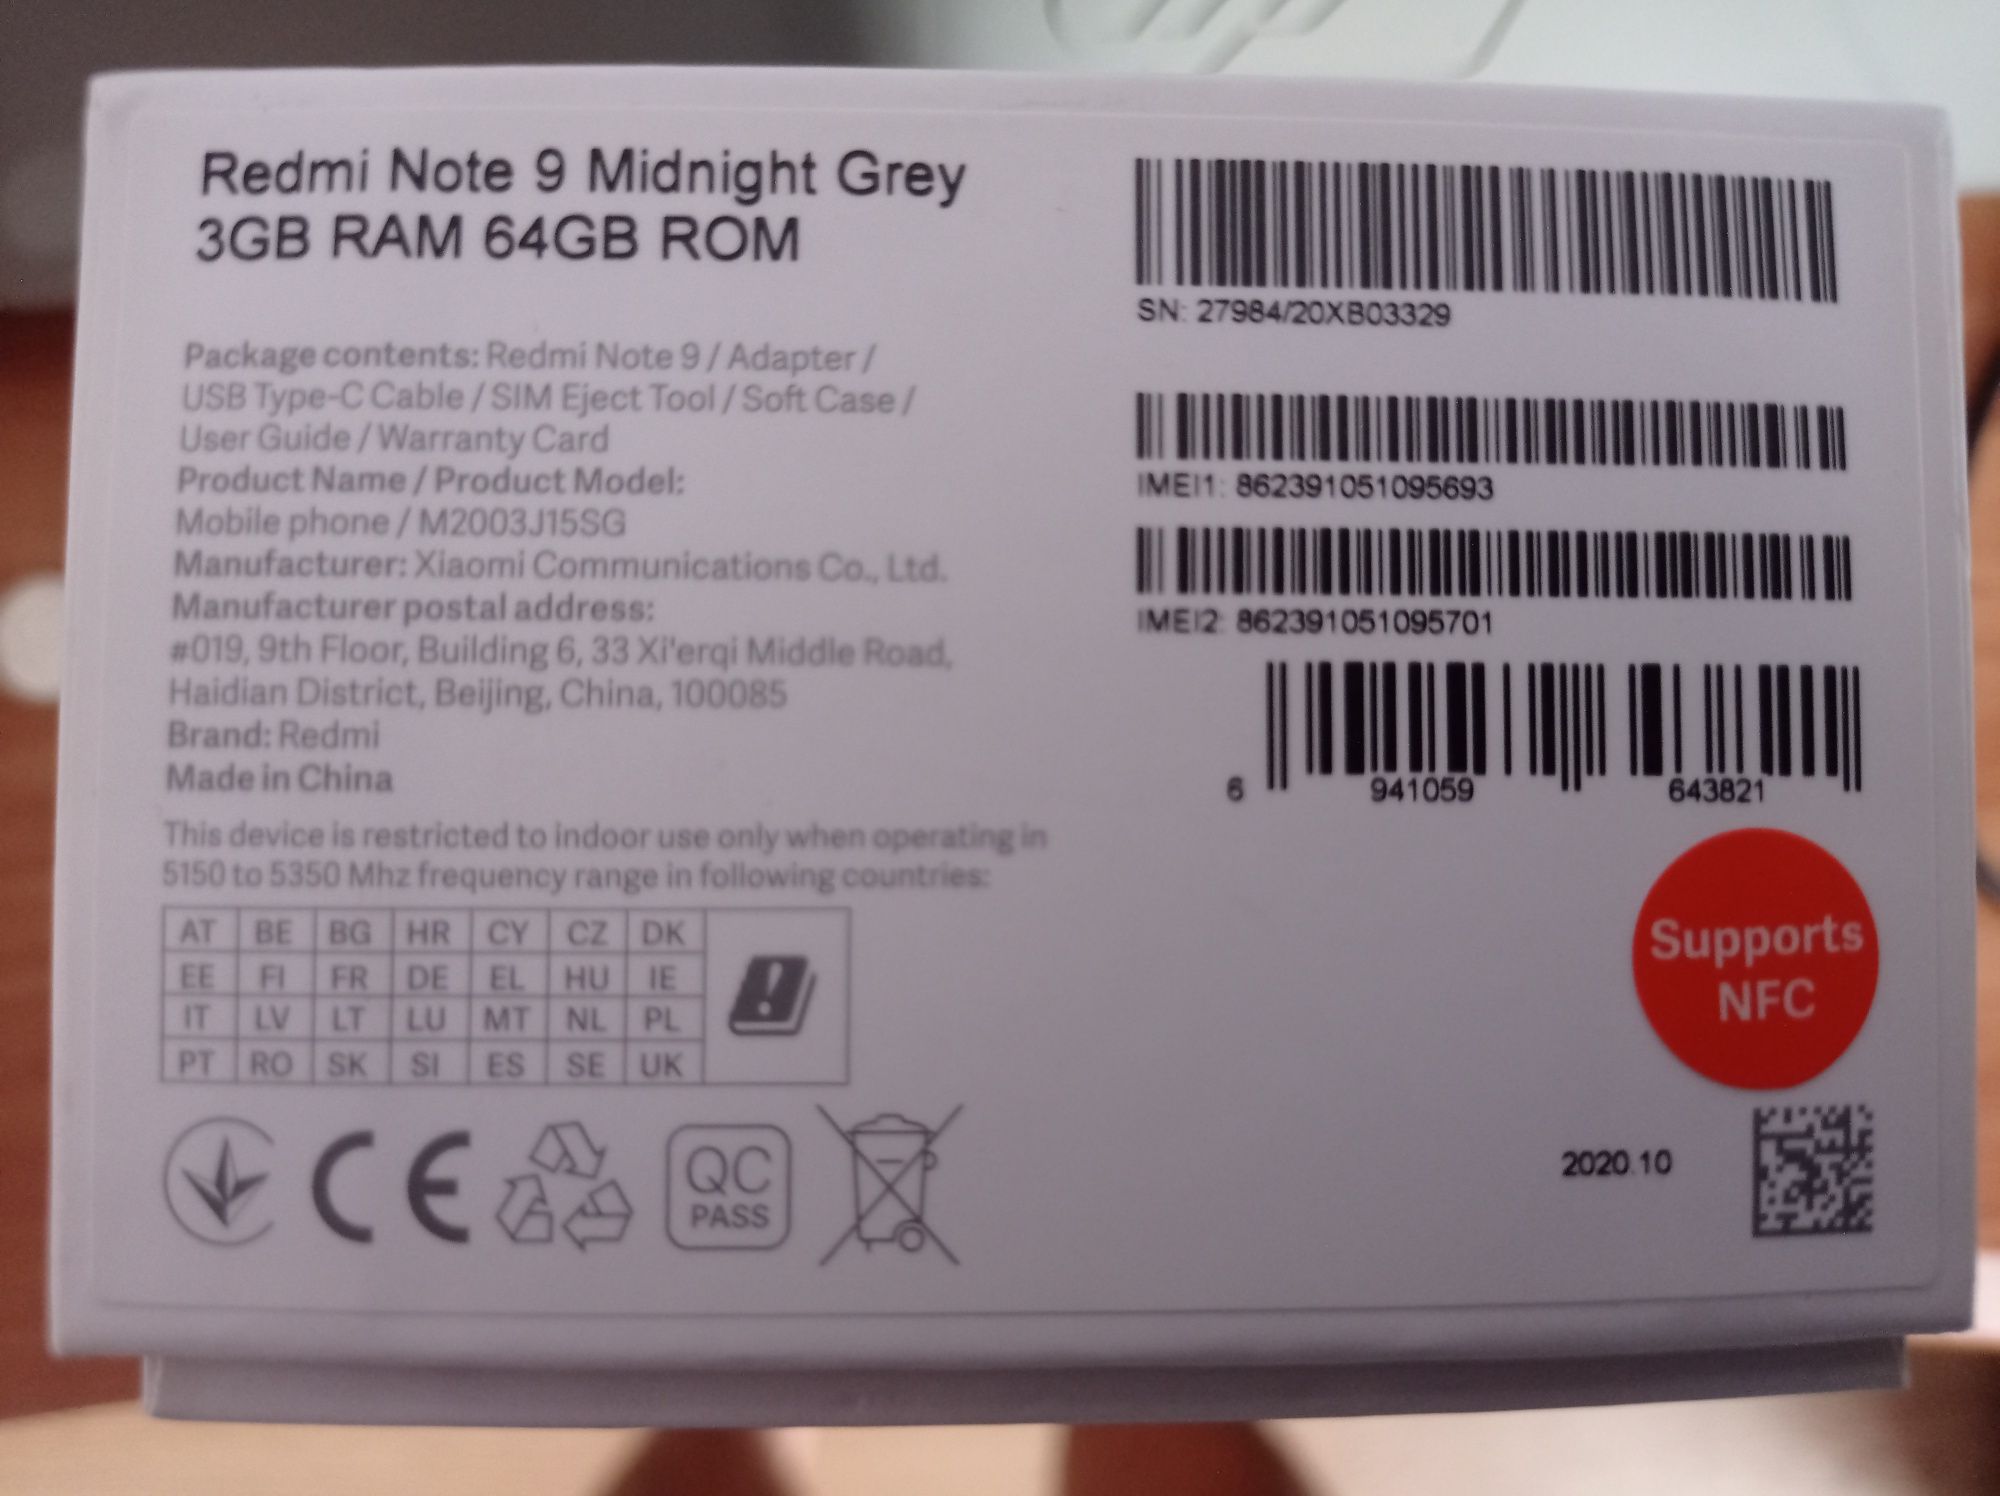 Redmi Note 9 Midnight Grey
3GB RAM 64GB ROM
Package contents: Redmi Note 9 / Adapter /
USB Type-C Cable / SIM Eject Tool / Soft Case /
User Guide / Warranty Card
Product Name / Product Model:
Mobile phone / M2003J15SG
Manufacturer: Xiaomi Communications Co., Ltd.
Manufacturer postal address:
#019, 9th Floor, Building 6, 33 Xi'erqi Middle Road,
Haidian District, Beijing, China, 100085
Brand: Redmi
Made in China
This device is restricted to indoor use only when operating in
5150 to 5350 Mhz frequency range in following countries:
AT BE BG HR CY CZ DK
EE FI FR DE EL HU IE
IT LV LT LU MT NL PL
PT RO SK SI ES SE UK
CE
QC
PASS
SN: 27984/20XB03329
IMEI1: 862391051095693
IMEI2: 862391051095701
6 941059 643821
Supports
NFC
2020.10